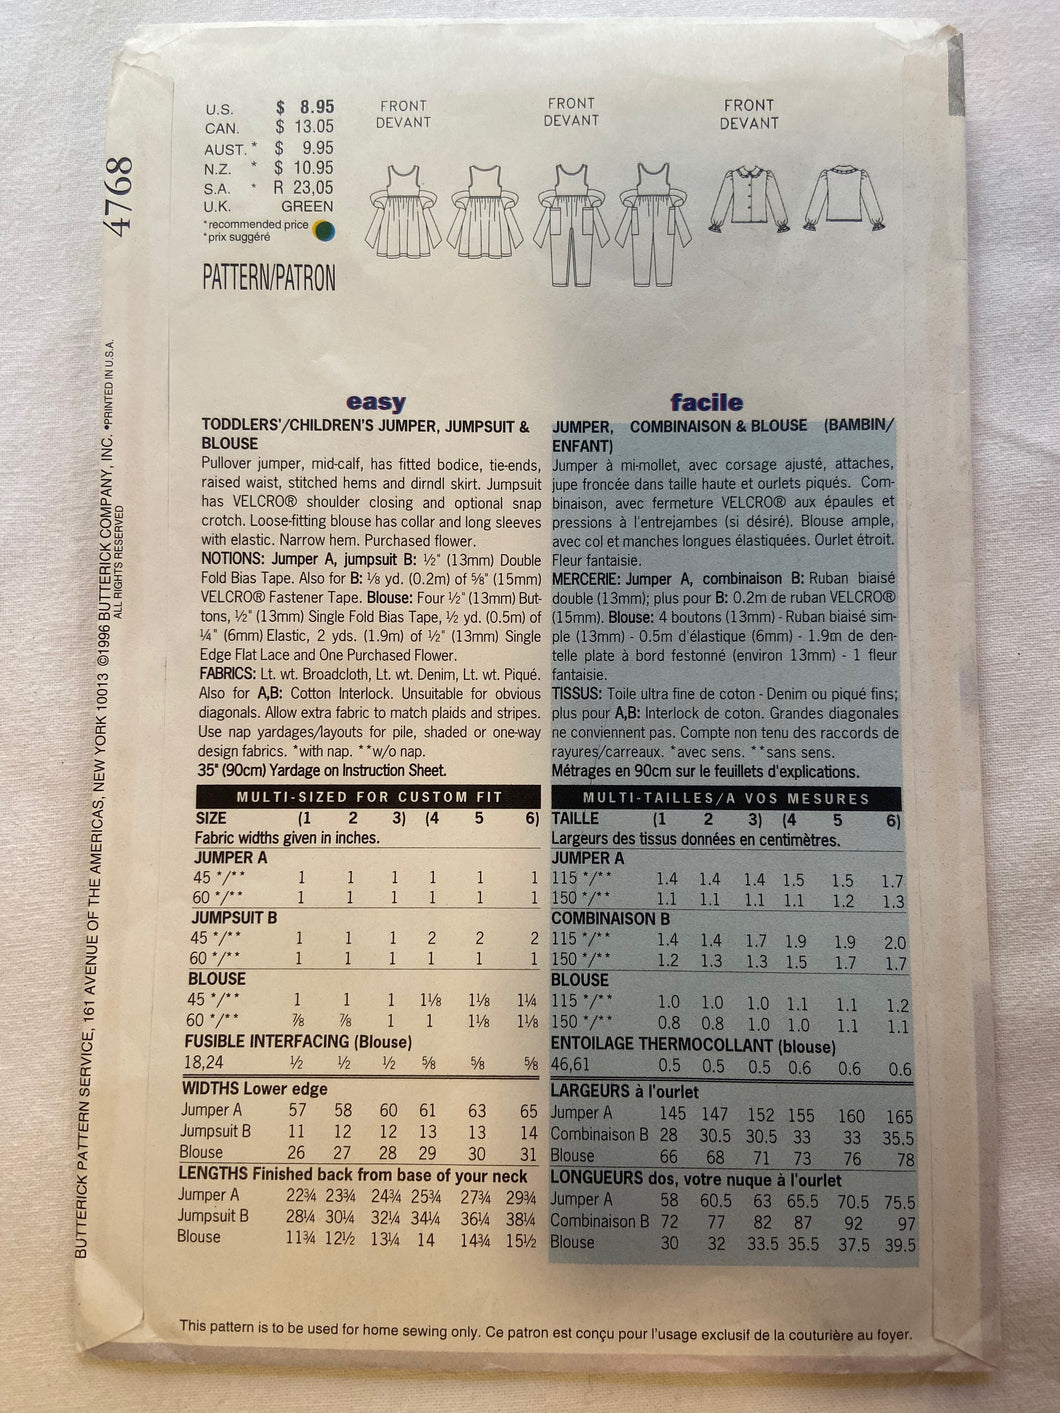 4768
BUTTERICK PATTERN SERVICE, 161 AVENUE OF THE AMERICAS, NEW YORK 10013 ©1996 BUTTERICK COMPANY, INC. •PRINTED IN U.S.A.
ALL RIGHTS RESERVED
U.S. $ 8.95
CAN. $ 13.05
AUST.* $ 9.95
N.Z. * $ 10.95
S.A. * R 23,05
U.K. GREEN
*recommended price
*prix suggéré
PATTERN/PATRON
FRONT
DEVANT
FRONT
DEVANT
FRONT
DEVANT
easy
TODDLERS'/CHILDREN'S JUMPER, JUMPSUIT &
BLOUSE
Pullover jumper, mid-calf, has fitted bodice, tie-ends,
raised waist, stitched hems and dirndl skirt. Jumpsuit
has VELCRO® shoulder closing and optional snap
crotch. Loose-fitting blouse has collar and long sleeves
with elastic. Narrow hem. Purchased flower.
NOTIONS: Jumper A, jumpsuit B: ½" (13mm) Double
Fold Bias Tape. Also for B: ⅛ yd. (0.2m) of ⅝" (15mm)
VELCRO® Fastener Tape. Blouse: Four ½" (13mm) But-
tons, ½" (13mm) Single Fold Bias Tape, ½ yd. (0.5m) of
¼" (6mm) Elastic, 2 yds. (1.9m) of ½" (13mm) Single
Edge Flat Lace and One Purchased Flower.
FABRICS: Lt. wt. Broadcloth, Lt. wt. Denim, Lt. wt. Piqué.
Also for A,B: Cotton Interlock. Unsuitable for obvious
diagonals. Allow extra fabric to match plaids and stripes.
Use nap yardages/layouts for pile, shaded or one-way
design fabrics. *with nap. **w/o nap.
35" (90cm) Yardage on Instruction Sheet.
MULTI-SIZED FOR CUSTOM FIT
SIZE (1 2 3) (4 5 6)
Fabric widths given in inches.
JUMPER A
45 */** 1 1 1 1 1 1
60 */** 1 1 1 1 1 1
JUMPSUIT B
45 */** 1 1 1 2 2 2
60 */** 1 1 1 1 1 1
BLOUSE
45 */** 1 1 1 1⅛ 1⅛ 1¼
60 */** ⅞ ⅞ 1 1 1⅛ 1⅛
FUSIBLE INTERFACING (Blouse)
18,24 ½ ½ ½ ⅝ ⅝ ⅝
WIDTHS Lower edge
Jumper A 57 58 60 61 63 65
Jumpsuit B 11 12 12 13 13 14
Blouse 26 27 28 29 30 31
LENGTHS Finished back from base of your neck
Jumper A 22¾ 23¾ 24¾ 25¾ 27¾ 29¾
Jumpsuit B 28¼ 30¼ 32¼ 34¼ 36¼ 38¼
Blouse 11¾ 12½ 13¼ 14 14¾ 15½
facile
JUMPER, COMBINAISON & BLOUSE (BAMBIN/
ENFANT)
Jumper à mi-mollet, avec corsage ajusté, attaches,
jupe froncée dans taille haute et ourlets piqués. Com-
binaison, avec fermeture VELCRO® aux épaules et
pressions à l'entrejambes (si désiré). Blouse ample,
avec col et manches longues élastiquées. Ourlet étroit.
Fleur fantaisie.
MERCERIE: Jumper A, combinaison B: Ruban biaisé
double (13mm); plus pour B: 0.2m de ruban VELCRO®
(15mm). Blouse: 4 boutons (13mm) - Ruban biaisé sim-
ple (13mm) - 0.5m d'élastique (6mm) - 1.9m de den-
telle plate à bord festonné (environ 13mm) - 1 fleur
fantaisie.
TISSUS: Toile ultra fine de coton - Denim ou piqué fins;
plus pour A,B: Interlock de coton. Grandes diagonales
ne conviennent pas. Compte non tenu des raccords de
rayures/carreaux. *avec sens. **sans sens.
Métrages en 90cm sur le feuillets d'explications.
MULTI-TAILLES/A VOS MESURES
TAILLE (1 2 3) (4 5 6)
Largeurs des tissus données en centimètres.
JUMPER A
115 */** 1.4 1.4 1.4 1.5 1.5 1.7
150 */** 1.1 1.1 1.1 1.1 1.2 1.3
COMBINAISON B
115 */** 1.4 1.4 1.7 1.9 1.9 2.0
150 */** 1.2 1.3 1.3 1.5 1.7 1.7
BLOUSE
115 */** 1.0 1.0 1.0 1.1 1.1 1.2
150 */** 0.8 0.8 1.0 1.0 1.1 1.1
ENTOILAGE THERMOCOLLANT (blouse)
46,61 0.5 0.5 0.5 0.6 0.6 0.6
LARGEURS à l'ourlet
Jumper A 145 147 152 155 160 165
Combinaison B 28 30.5 30.5 33 33 35.5
Blouse 66 68 71 73 76 78
LONGUEURS dos, votre nuque à l'ourlet
Jumper A 58 60.5 63 65.5 70.5 75.5
Combinaison B 72 77 82 87 92 97
Blouse 30 32 33.5 35.5 37.5 39.5
This pattern is to be used for home sewing only. Ce patron est conçu pour l'usage exclusif de la couturière au foyer.